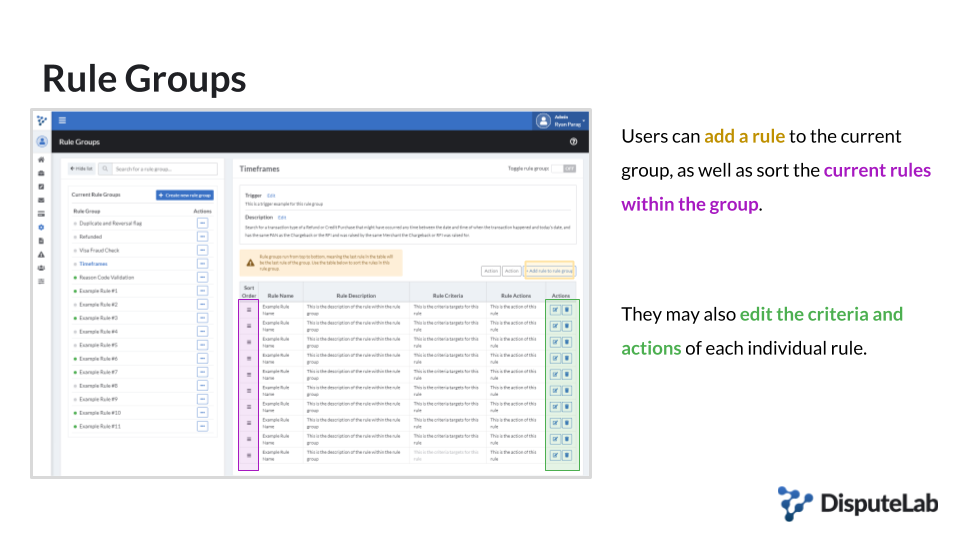 Rule Groups
Admin
Ryan Parag
Rule Groups
Hide list
Search for a rule group...
Current Rule Groups
+ Create new rule group
Rule Group
Actions
Duplicate and Reversal flag
Refunded
Visa Fraud Check
Timeframes
Reason Code Validation
Example Rule #1
Example Rule #2
Example Rule #3
Example Rule #4
Example Rule #5
Example Rule #6
Example Rule #7
Example Rule #8
Example Rule #9
Example Rule #10
Example Rule #11
Timeframes
Toggle rule groups
OFF
Trigger Edit
This is a trigger example for this rule group
Description Edit
Search for a transaction type of a Refund or Credit Purchase that might have occurred any time between the date and time of when the transaction happened and today's date, and
has the same PAN as the Chargeback or the RFI and was raised by the same Merchant the Chargeback or RFI was raised for.
Rule groups run from top to bottom, meaning the last rule in the table will
be the last rule of the group. Use the table below to sort the rules in this
rule group.
Action
Action
+ Add rule to rule group
Sort
Order
Rule Name
Rule Description
Rule Criteria
Rule Actions
Actions
Example Rule This is the description of the rule within the rule This is the criteria targets for this This is the action of this
Name group rule rule
Example Rule This is the description of the rule within the rule This is the criteria targets for this This is the action of this
Name group rule rule
Example Rule This is the description of the rule within the rule This is the criteria targets for this This is the action of this
Name group rule rule
Example Rule This is the description of the rule within the rule This is the criteria targets for this This is the action of this
Name group rule rule
Example Rule This is the description of the rule within the rule This is the criteria targets for this This is the action of this
Name group rule rule
Example Rule This is the description of the rule within the rule This is the criteria targets for this This is the action of this
Name group rule rule
Example Rule This is the description of the rule within the rule This is the criteria targets for this This is the action of this
Name group rule rule
Example Rule This is the description of the rule within the rule This is the criteria targets for this This is the action of this
Name group rule rule
Example Rule This is the description of the rule within the rule This is the criteria targets for this This is the action of this
Name group rule rule
Example Rule This is the description of the rule within the rule This is the criteria targets for this This is the action of this
Name group rule rule
Users can add a rule to the current
group, as well as sort the current rules
within the group.
They may also edit the criteria and
actions of each individual rule.
DisputeLab